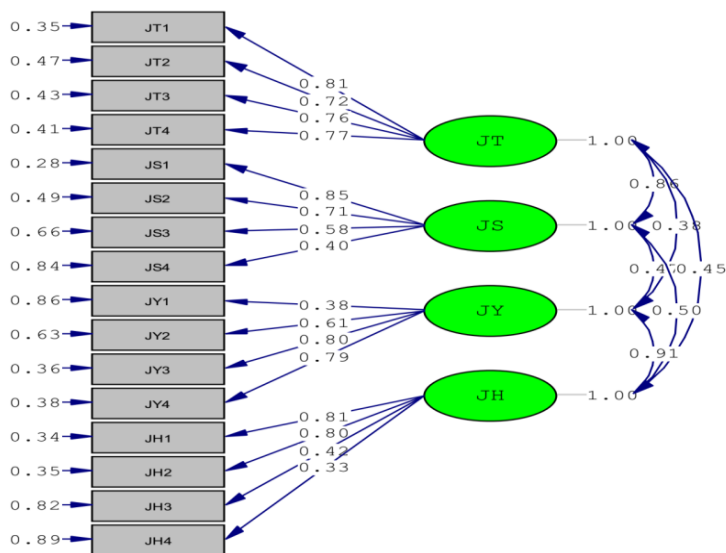 0.35 JT1
0.47 JT2
0.43 JT3
0.41 JT4
0.28 JS1
0.49 JS2
0.66 JS3
0.84 JS4
0.86 JY1
0.63 JY2
0.36 JY3
0.38 JY4
0.34 JH1
0.35 JH2
0.82 JH3
0.89 JH4
0.81
0.72
0.76
0.77
0.85
0.71
0.58
0.40
0.38
0.61
0.80
0.79
0.81
0.80
0.42
0.33
JT 1.00
JS 1.00
JY 1.00
JH 1.00
0.86
0.38
0.45
0.50
0.91